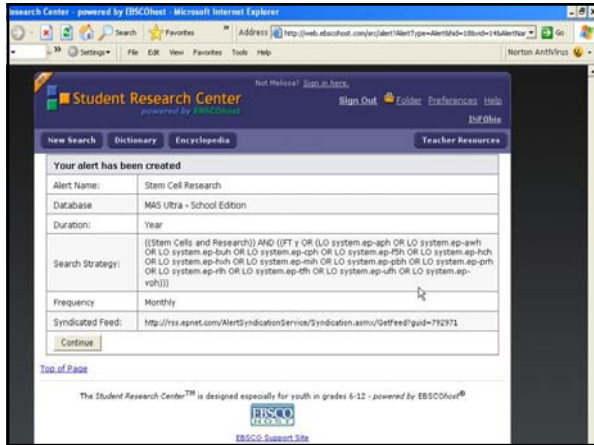 esearch Center - powered by EBSCOhost - Microsoft Internet Explorer
Search Favorites Address http://web.ebscohost.com/src/alert?AlertType=Alert&hid=18&vid=14&AlertNar Go
Settings File Edit View Favorites Tools Help Norton AntiVirus
Not Melissa? Sign in here.
Student Research Center
powered by EBSCOhost
Sign Out Folder Preferences Help
INFOhio
New Search Dictionary Encyclopedia Teacher Resources
Your alert has been created
Alert Name: Stem Cell Research
Database MAS Ultra - School Edition
Duration: Year
Search Strategy: ((Stem Cells and Research)) AND ((FT y OR (LO system.ep-aph OR LO system.ep-awh
OR LO system.ep-buh OR LO system.ep-cph OR LO system.ep-f5h OR LO system.ep-hch
OR LO system.ep-hxh OR LO system.ep-mih OR LO system.ep-pbh OR LO system.ep-prh
OR LO system.ep-rlh OR LO system.ep-tfh OR LO system.ep-ufh OR LO system.ep-
voh)))
Frequency Monthly
Syndicated Feed: http://rss.epnet.com/AlertSyndicationService/Syndication.asmx/GetFeed?guid=792971
Continue
Top of Page
The Student Research Center™ is designed especially for youth in grades 6-12 - powered by EBSCOhost®
EBSCO
HOST
EBSCO Support Site